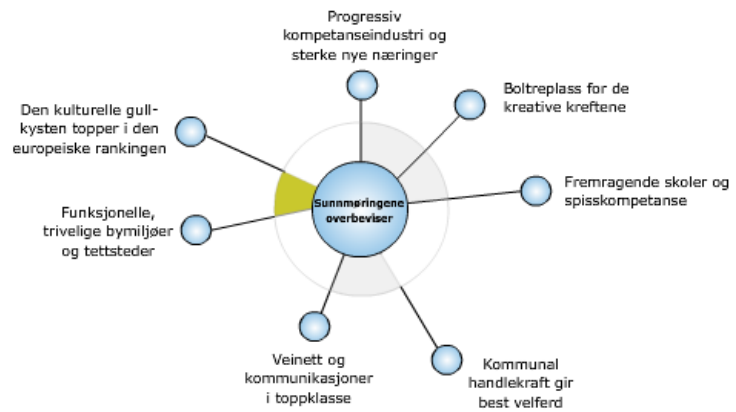 Progressiv
kompetanseindustri og
sterke nye næringer
Boltreplass for de
kreative kreftene
Den kulturelle gull-
kysten topper i den
europeiske rankingen
Fremragende skoler og
spisskompetanse
Sunnmøringene
overbeviser
Funksjonelle,
trivelige bymiljøer
og tettsteder
Veinett og
kommunikasjoner
i toppklasse
Kommunal
handlekraft gir
best velferd